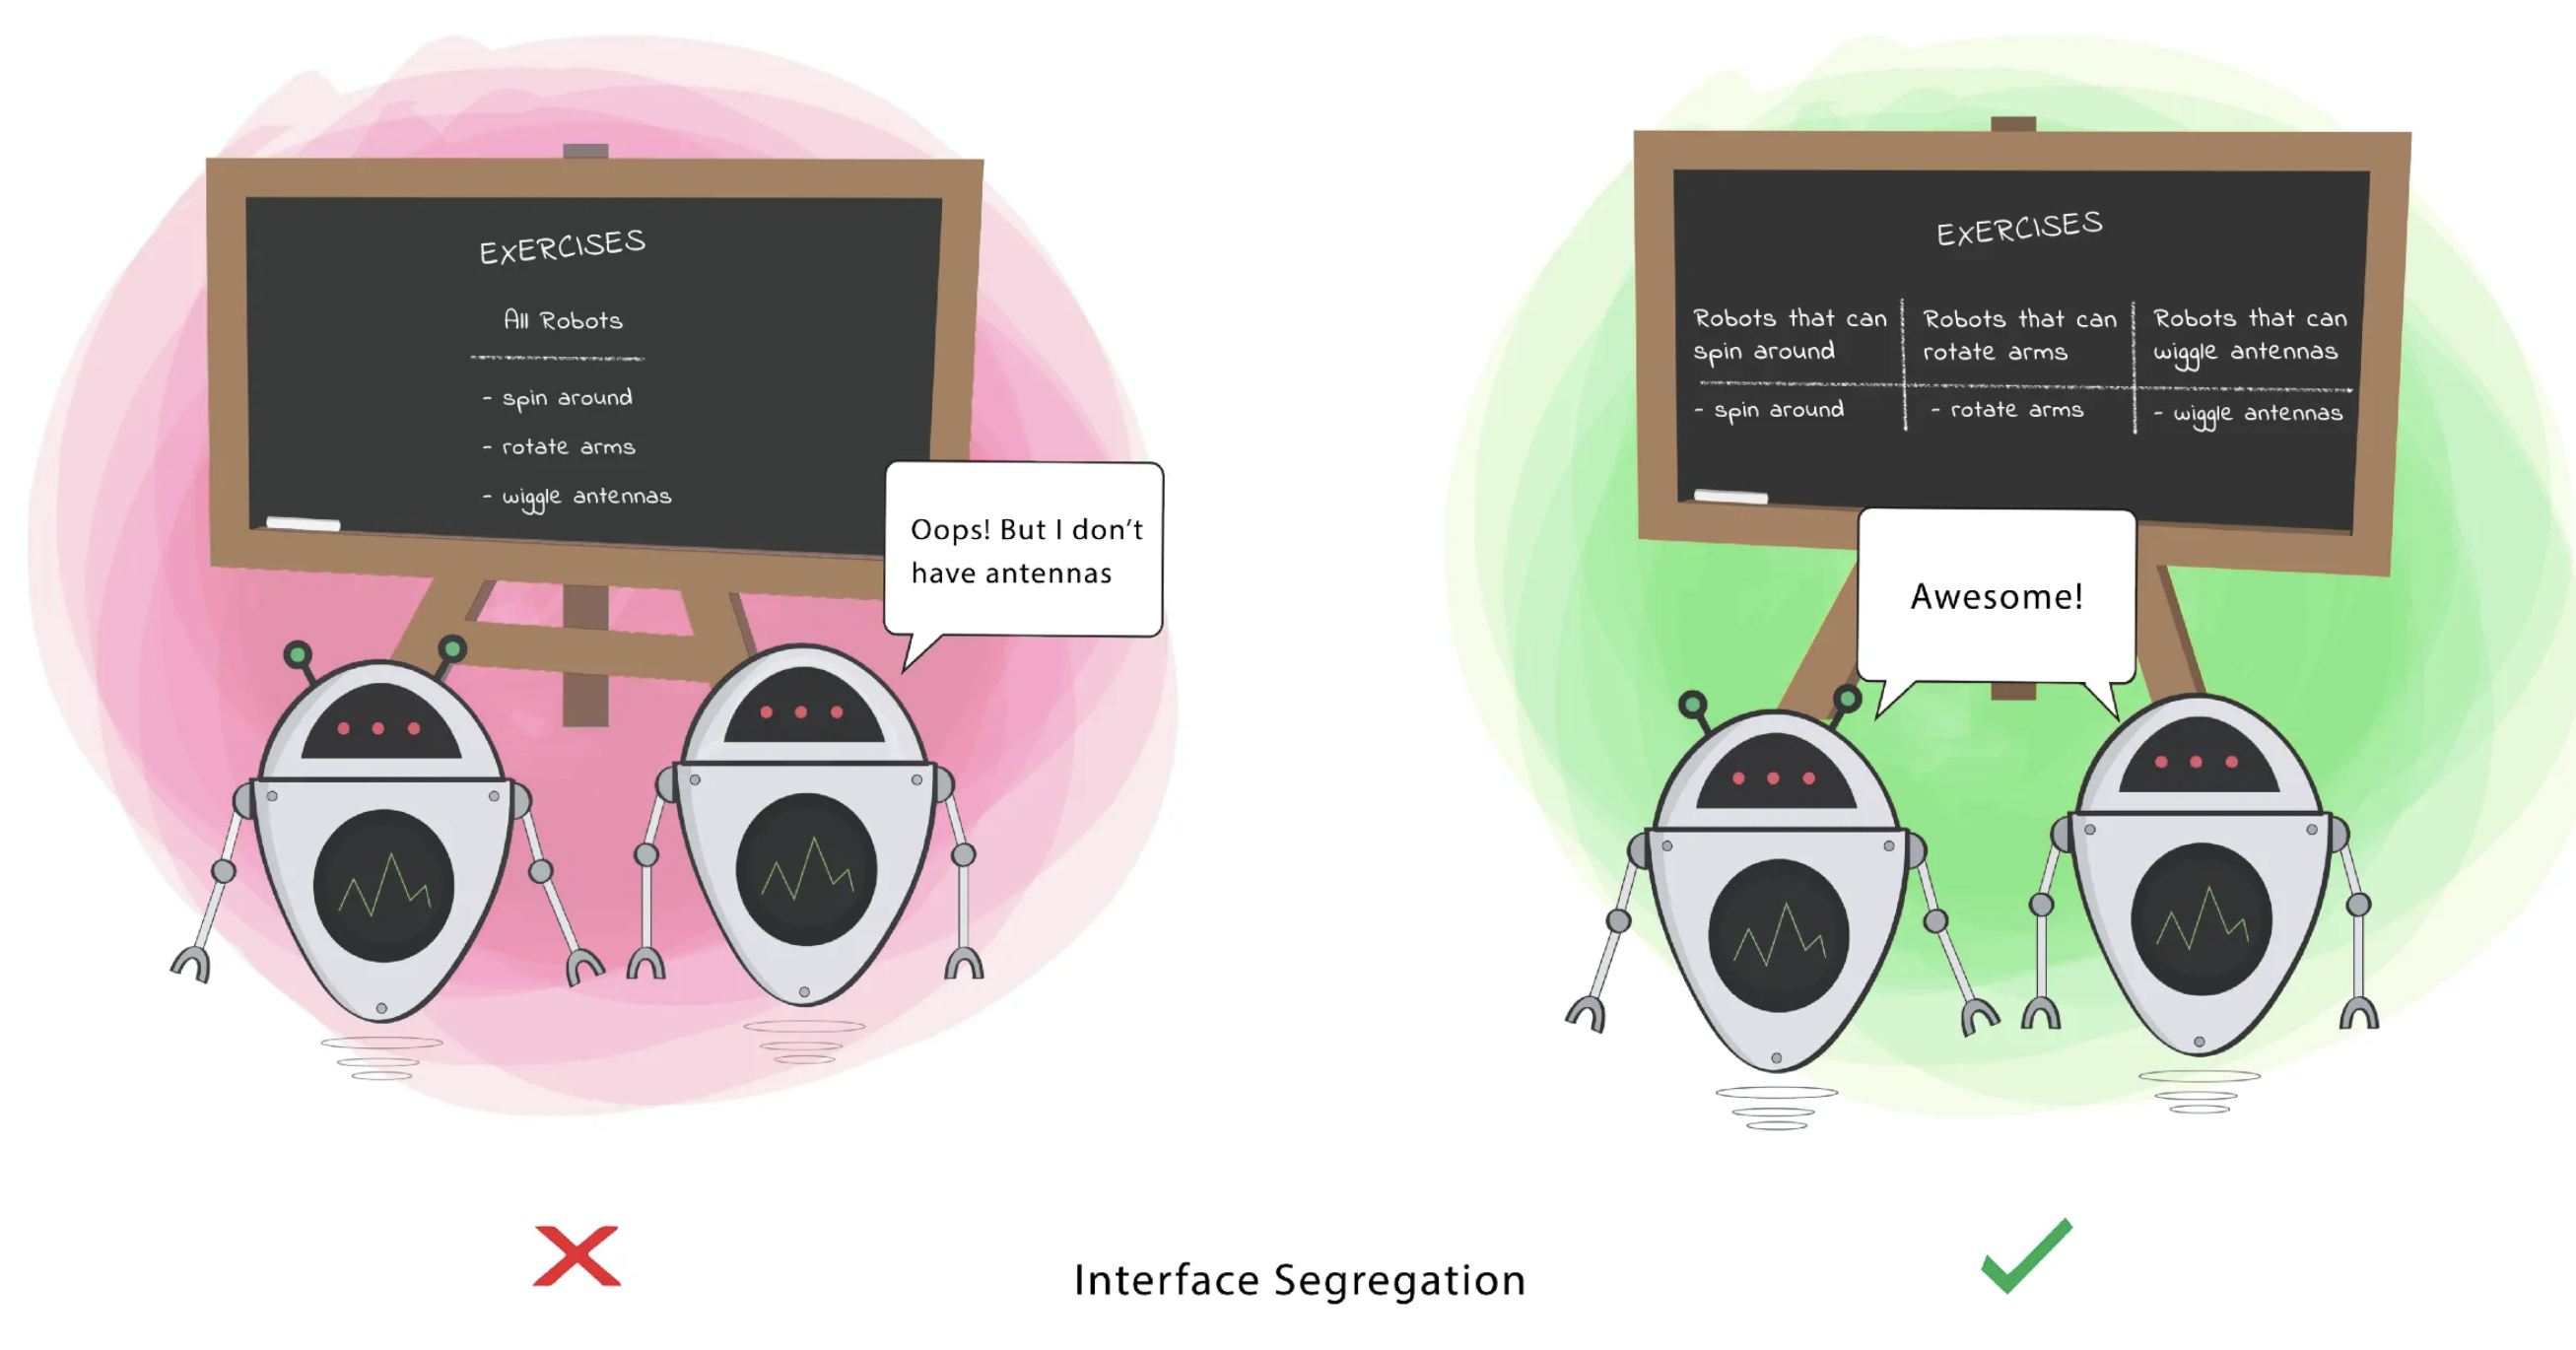 EXERCISES
All Robots
- spin around
- rotate arms
- wiggle antennas
Oops! But I don't
have antennas
EXERCISES
Robots that can
spin around
- spin around
Robots that can
rotate arms
- rotate arms
Robots that can
wiggle antennas
- wiggle antennas
Awesome!
Interface Segregation